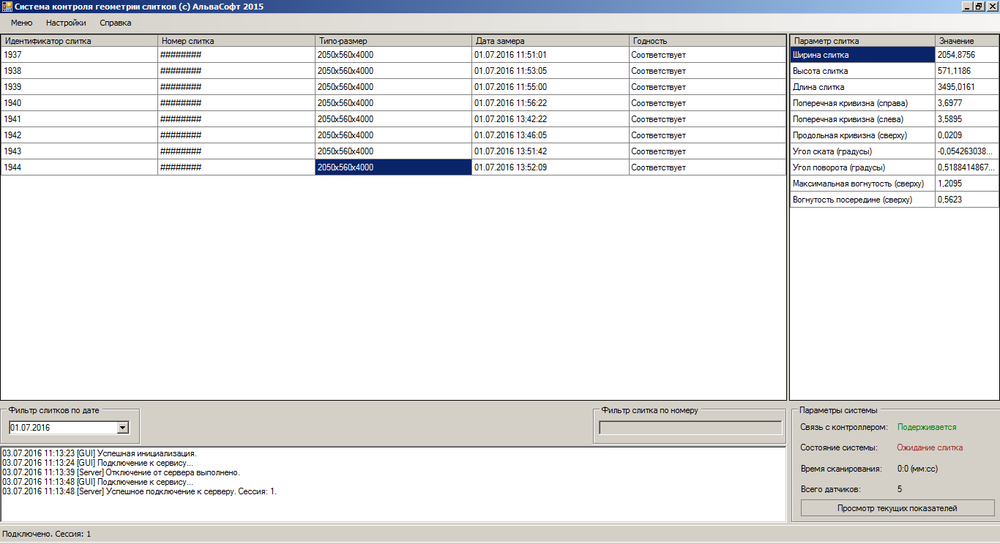 Система контроля геометрии слитков (c) АльваСофт 2015
Меню Настройки Справка
Идентификатор слитка Номер слитка Типо-размер Дата замера Годность
1937 ######## 2050x560x4000 01.07.2016 11:51:01 Соответствует
1938 ######## 2050x560x4000 01.07.2016 11:53:05 Соответствует
1939 ######## 2050x560x4000 01.07.2016 11:55:00 Соответствует
1940 ######## 2050x560x4000 01.07.2016 11:56:22 Соответствует
1941 ######## 2050x560x4000 01.07.2016 13:42:22 Соответствует
1942 ######## 2050x560x4000 01.07.2016 13:46:05 Соответствует
1943 ######## 2050x560x4000 01.07.2016 13:51:42 Соответствует
1944 ######## 2050x560x4000 01.07.2016 13:52:09 Соответствует
Параметр слитка Значение
Ширина слитка 2054,8756
Высота слитка 571,1186
Длина слитка 3495,0161
Поперечная кривизна (справа) 3,6977
Поперечная кривизна (слева) 3,5895
Продольная кривизна (сверху) 0,0209
Угол ската (градусы) -0,054263038...
Угол поворота (градусы) 0,5188414867...
Максимальная вогнутость (сверху) 1,2095
Вогнутость посередине (сверху) 0,5623
Фильтр слитков по дате
01.07.2016
Фильтр слитка по номеру
03.07.2016 11:13:23 [GUI] Успешная инициализация.
03.07.2016 11:13:24 [GUI] Подключение к сервису...
03.07.2016 11:13:39 [Server] Отключение от сервера выполнено.
03.07.2016 11:13:48 [GUI] Подключение к сервису...
03.07.2016 11:13:48 [Server] Успешное подключение к серверу. Сессия: 1.
Параметры системы
Связь с контроллером: Подерживается
Состояние системы: Ожидание слитка
Время сканирования: 0:0 (мм:сс)
Всего датчиков: 5
Просмотр текущих показателей
Подключено. Сессия: 1